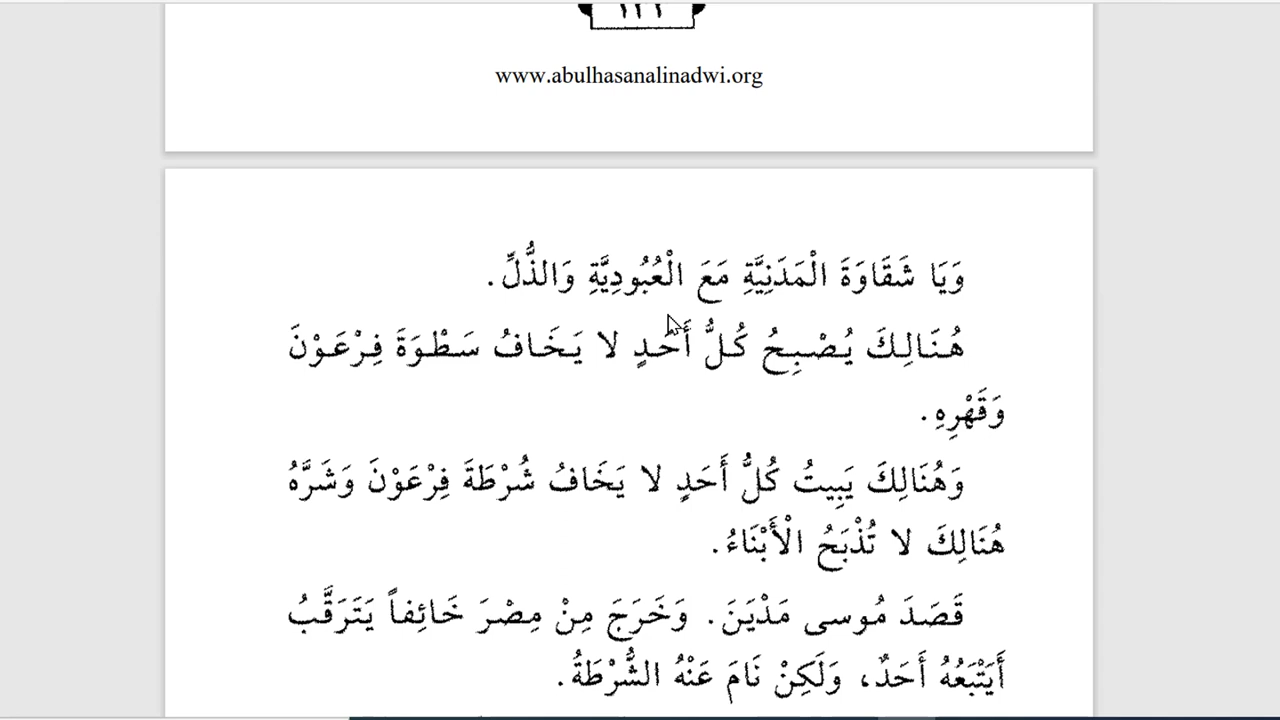 www.abulhasanalinadwi.org
وَيَا شَقَاوَةَ الْمَدَنِيَّةِ مَعَ الْعُبُودِيَّةِ وَالذُّلِّ.
هُنَالِكَ يُصْبِحُ كُلُّ أَحَدٍ لا يَخَافُ سَطْوَةَ فِرْعَوْنَ
وَقَهْرِهِ.
وَهُنَالِكَ يَبِيتُ كُلُّ أَحَدٍ لا يَخَافُ شُرْطَةَ فِرْعَوْنَ وَشَرَّهُ
هُنَالِكَ لا تُذْبَحُ الْأَبْنَاءُ.
قَصَدَ مُوسى مَدْيَنَ. وَخَرَجَ مِنْ مِصْرَ خَائِفاً يَتَرَقَّبُ
أَيَتْبَعُهُ أَحَدٌ، وَلَكِنْ نَامَ عَنْهُ الشُّرْطَةُ.